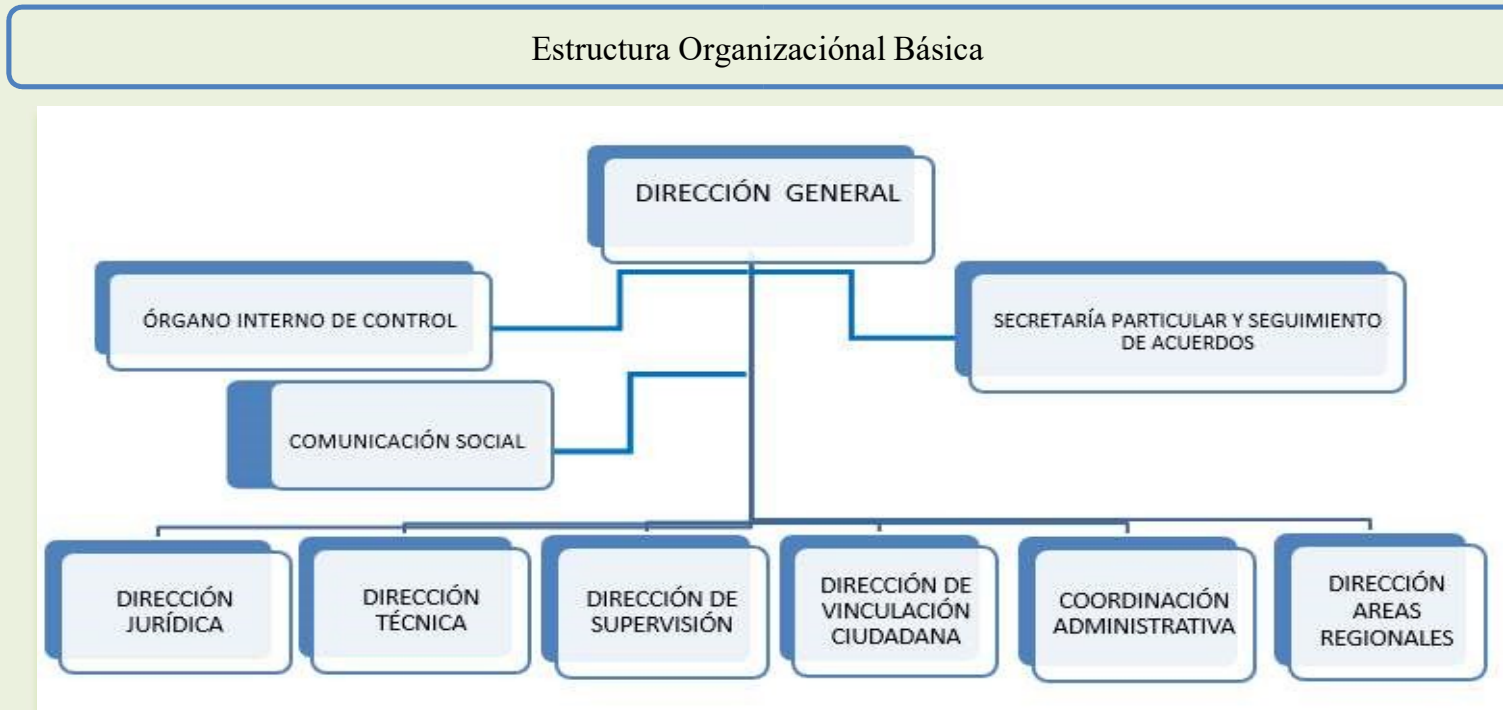 Estructura Organizaciónal Básica
DIRECCIÓN GENERAL
ÓRGANO INTERNO DE CONTROL
SECRETARÍA PARTICULAR Y SEGUIMIENTO
DE ACUERDOS
COMUNICACIÓN SOCIAL
DIRECCIÓN
JURÍDICA
DIRECCIÓN
TÉCNICA
DIRECCIÓN DE
SUPERVISIÓN
DIRECCIÓN DE
VINCULACIÓN
CIUDADANA
COORDINACIÓN
ADMINISTRATIVA
DIRECCIÓN
AREAS
REGIONALES